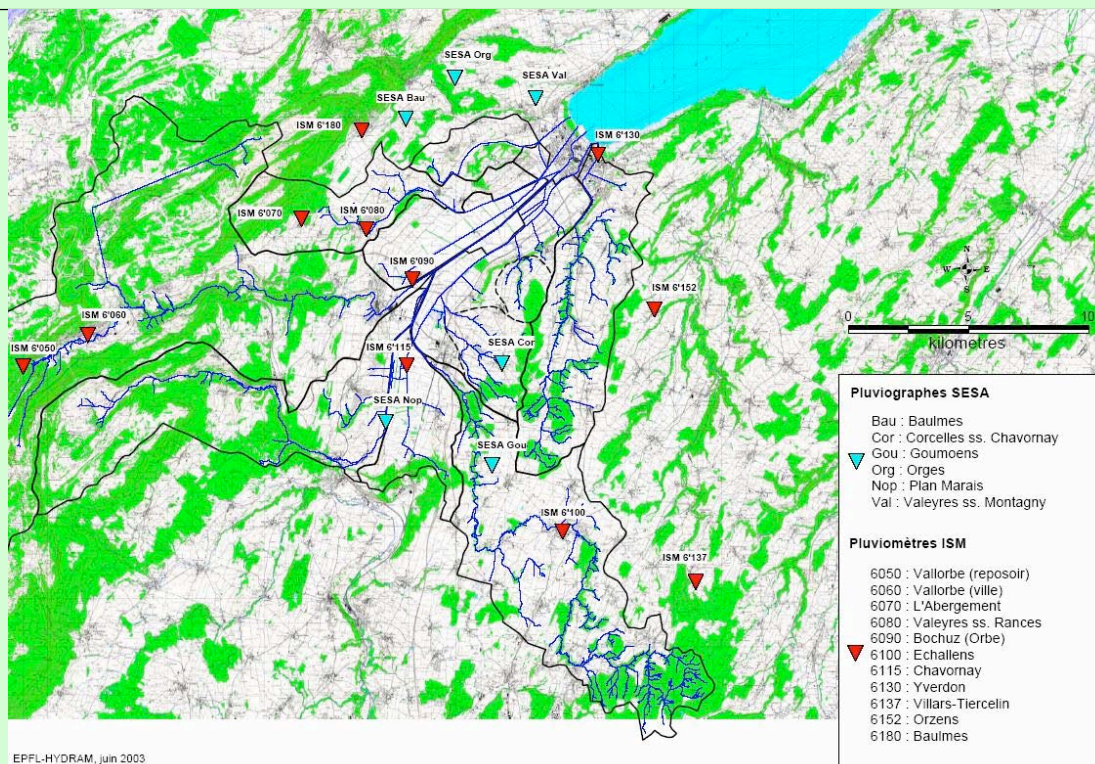 SESA Org
SESA Val
SESA Bau
ISM 6'180
ISM 6'130
ISM 6'070
ISM 6'080
ISM 6'090
N
W E
S
ISM 6'152
ISM 6'060
0 5 10
kilometres
ISM 6'050
ISM 6'115
SESA Cor
SESA Nop
SESA Gou
ISM 6'100
ISM 6'137
Pluviographes SESA
Bau : Baulmes
Cor : Corcelles ss. Chavornay
Gou : Goumoens
Org : Orges
Nop : Plan Marais
Val : Valeyres ss. Montagny
Pluviomètres ISM
6050 : Vallorbe (reposoir)
6060 : Vallorbe (ville)
6070 : L'Abergement
6080 : Valeyres ss. Rances
6090 : Bochuz (Orbe)
6100 : Echallens
6115 : Chavornay
6130 : Yverdon
6137 : Villars-Tiercelin
6152 : Orzens
6180 : Baulmes
EPFL-HYDRAM, juin 2003